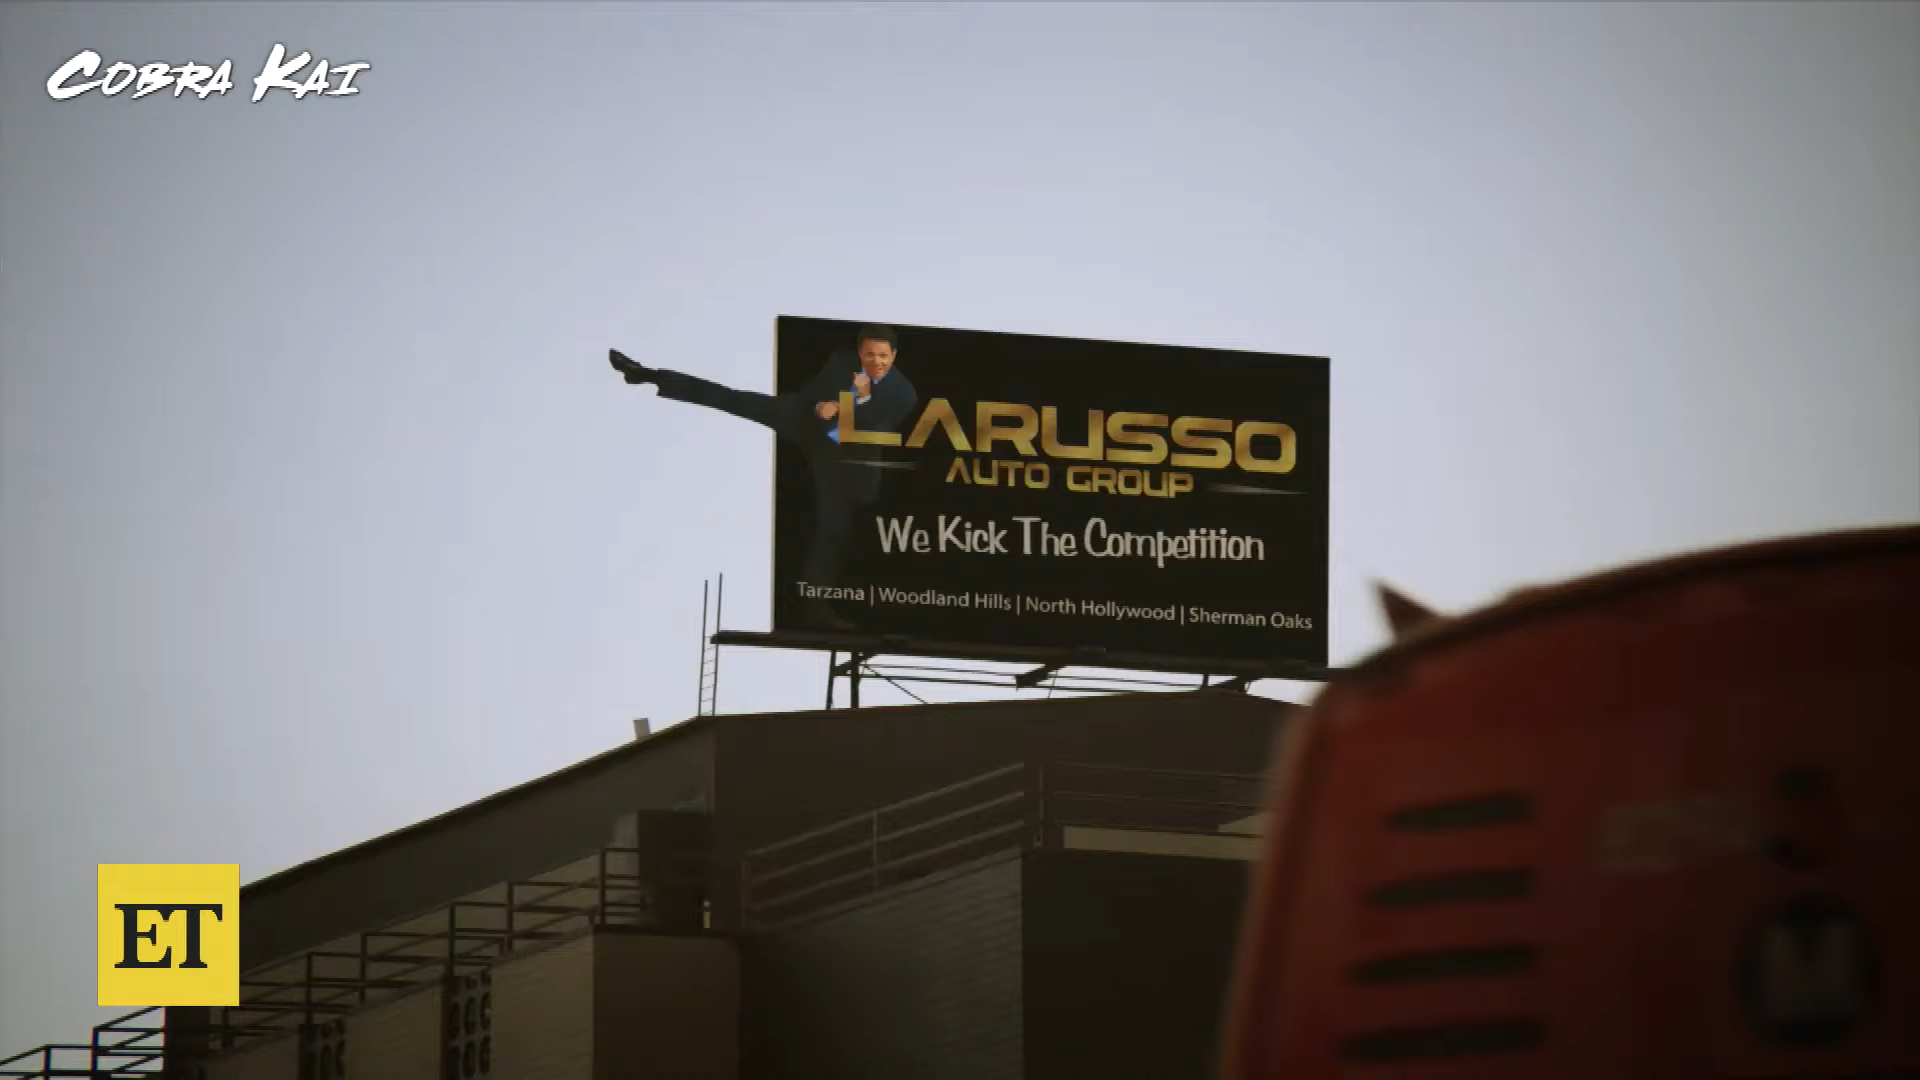 COBRA KAI
LARUSSO
AUTO GROUP
We Kick The Competition
Tarzana | Woodland Hills | North Hollywood | Sherman Oaks
ET
M